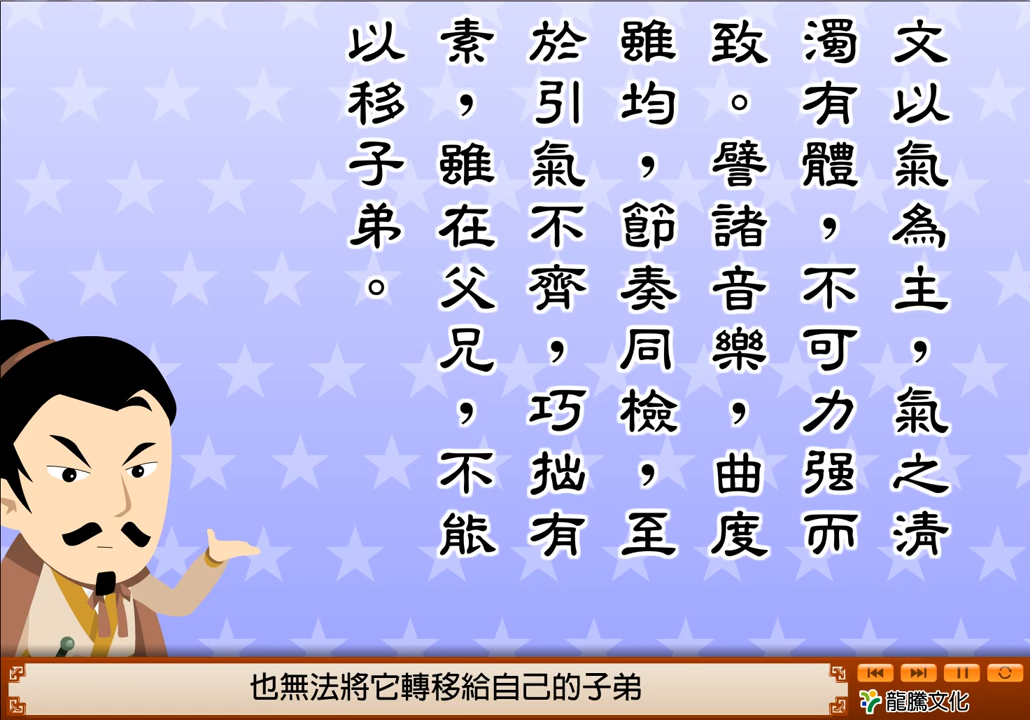 文以氣為主，氣之清
濁有體，不可力強而
致。譬諸音樂，曲度
雖均，節奏同檢，至
於引氣不齊，巧拙有
素，雖在父兄，不能
以移子弟。
也無法將它轉移給自己的子弟
龍騰文化